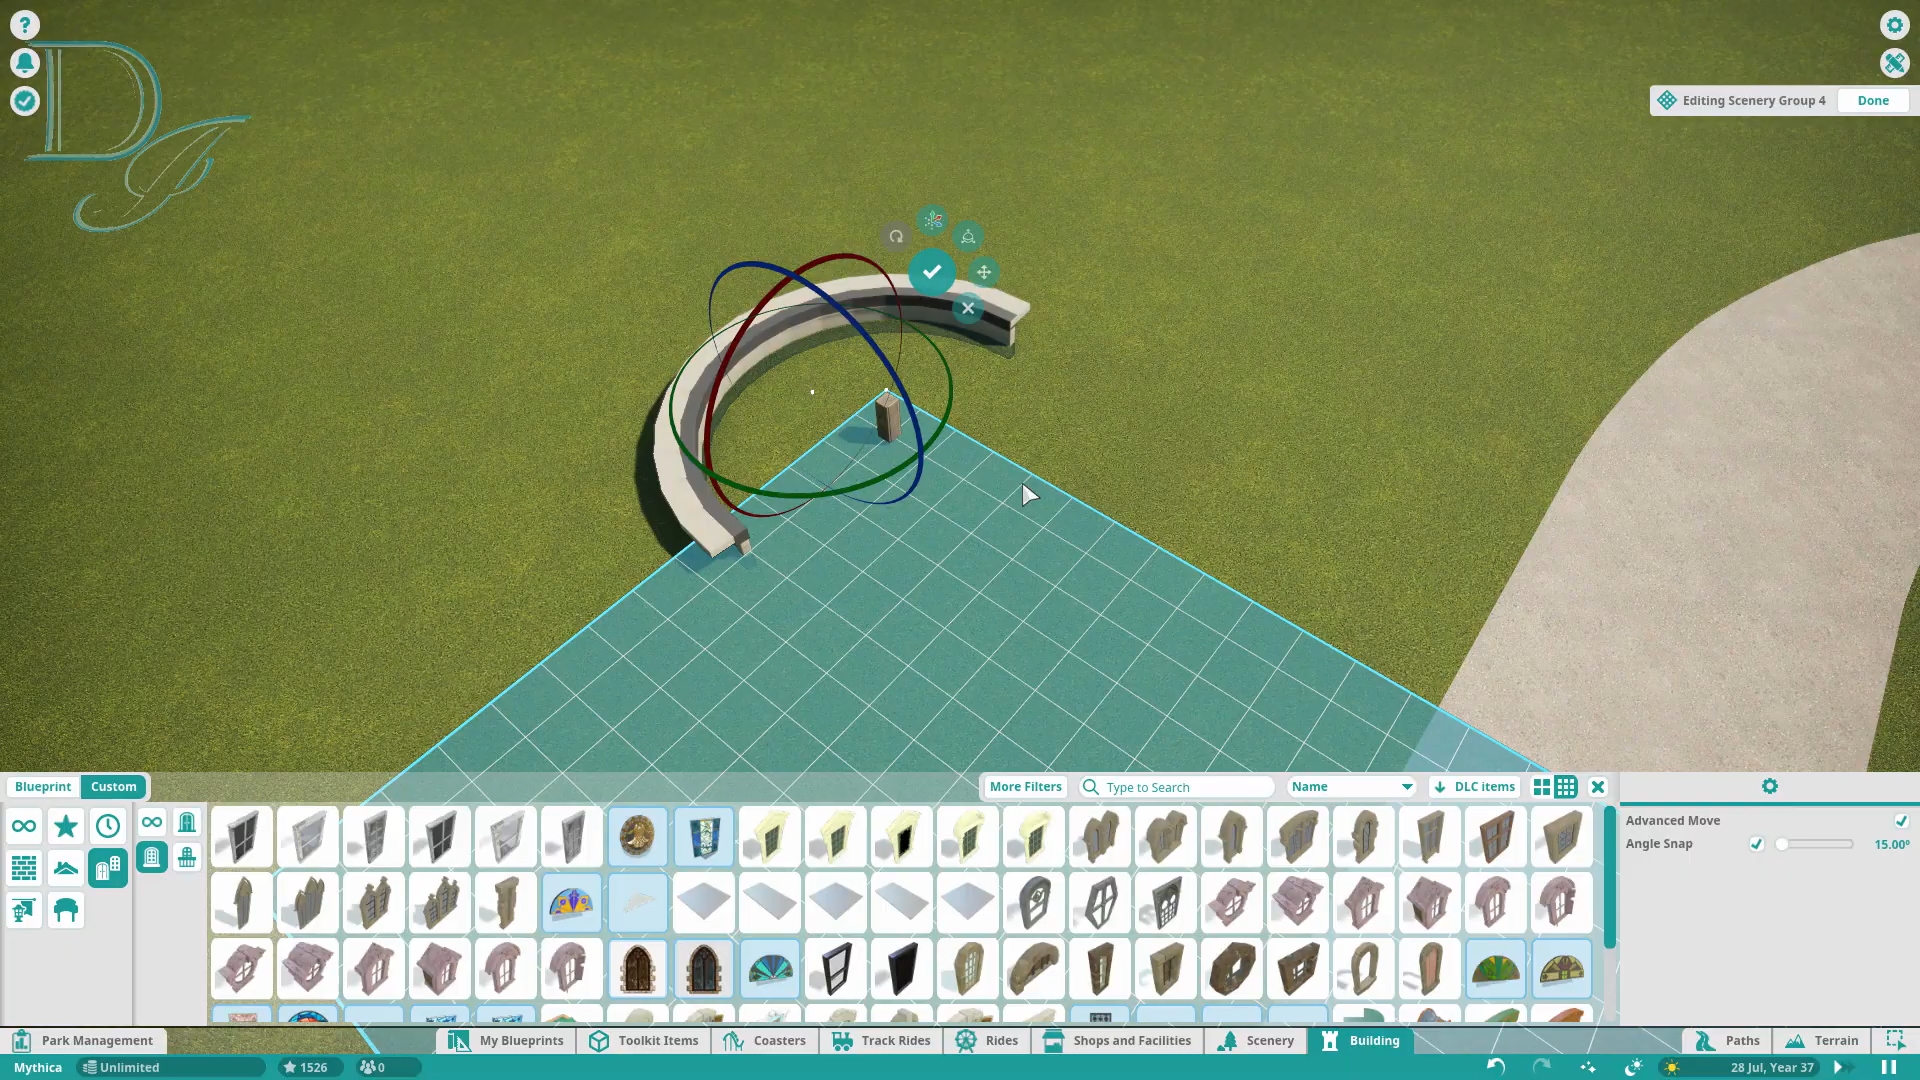 ?
DJ
Editing Scenery Group 4
Done
Blueprint
Custom
More Filters
Type to Search
Name
DLC items
Advanced Move
Angle Snap
15.00°
Park Management
My Blueprints
Toolkit Items
Coasters
Track Rides
Rides
Shops and Facilities
Scenery
Building
Paths
Terrain
Mythica
Unlimited
1526
0
28 Jul, Year 37